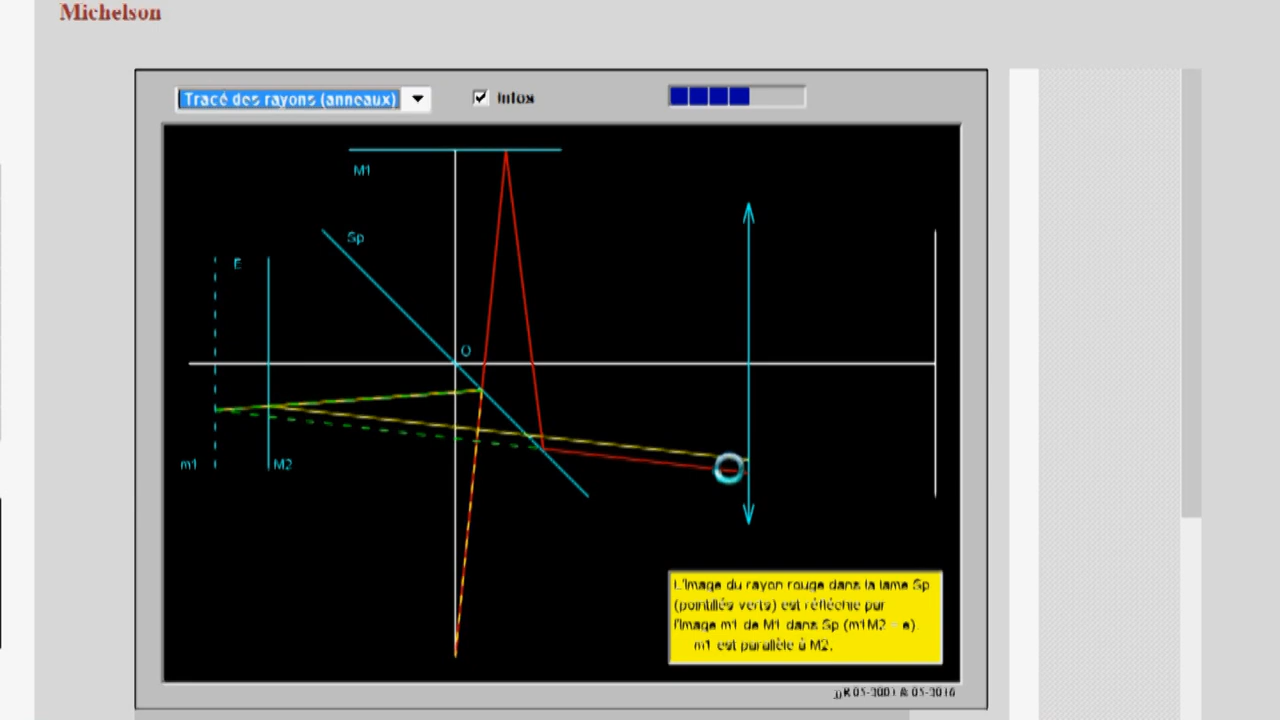 Michelson
Tracé des rayons (anneaux)
Infos
M1
Sp
E
O
m1
M2
L'image du rayon rouge dans la lame Sp
(pointillés verts) est réfléchie par
l'image m1 de M1 dans Sp (m1M2 = e).
m1 est parallèle à M2.